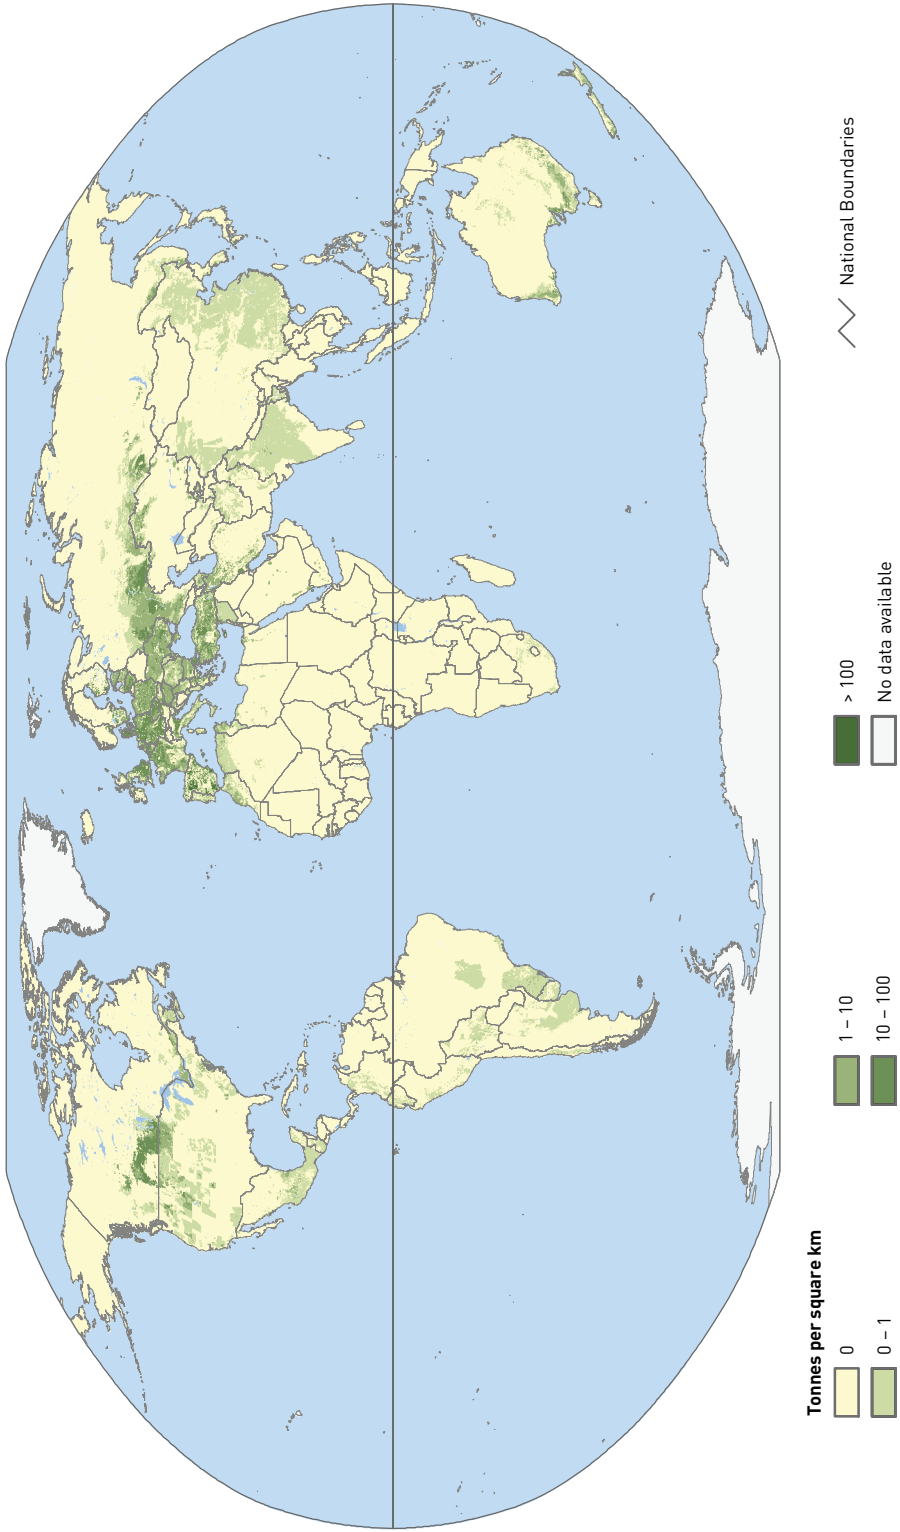 Tonnes per square km
0
0 – 1
1 – 10
10 – 100
> 100
No data available
National Boundaries